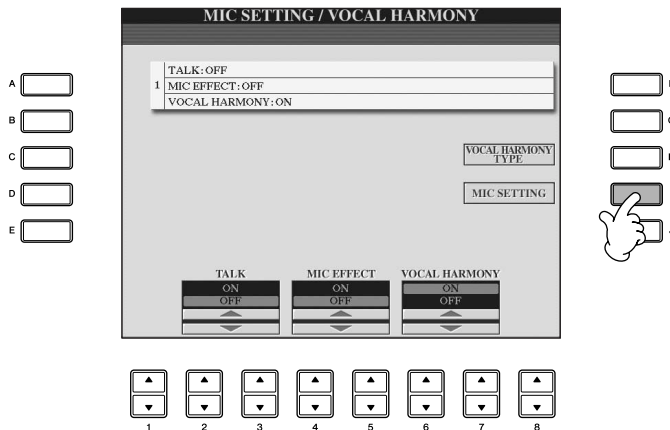 MIC SETTING / VOCAL HARMONY
TALK:OFF
1 MIC EFFECT:OFF
VOCAL HARMONY:ON
A
B
C
D
E
VOCAL HARMONY
TYPE
MIC SETTING
TALK MIC EFFECT VOCAL HARMONY
ON ON ON
OFF OFF OFF
1 2 3 4 5 6 7 8